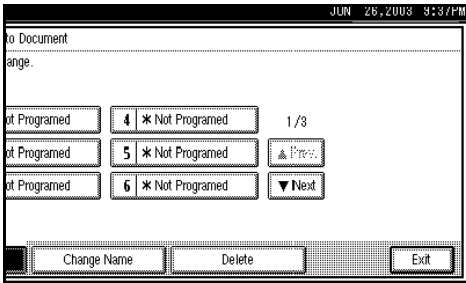 JUN 26,2003 9:37PM
to Document
ange.
ot Programed 4 * Not Programed 1/3
ot Programed 5 * Not Programed ▲ Prev.
ot Programed 6 * Not Programed ▼ Next
Change Name Delete Exit